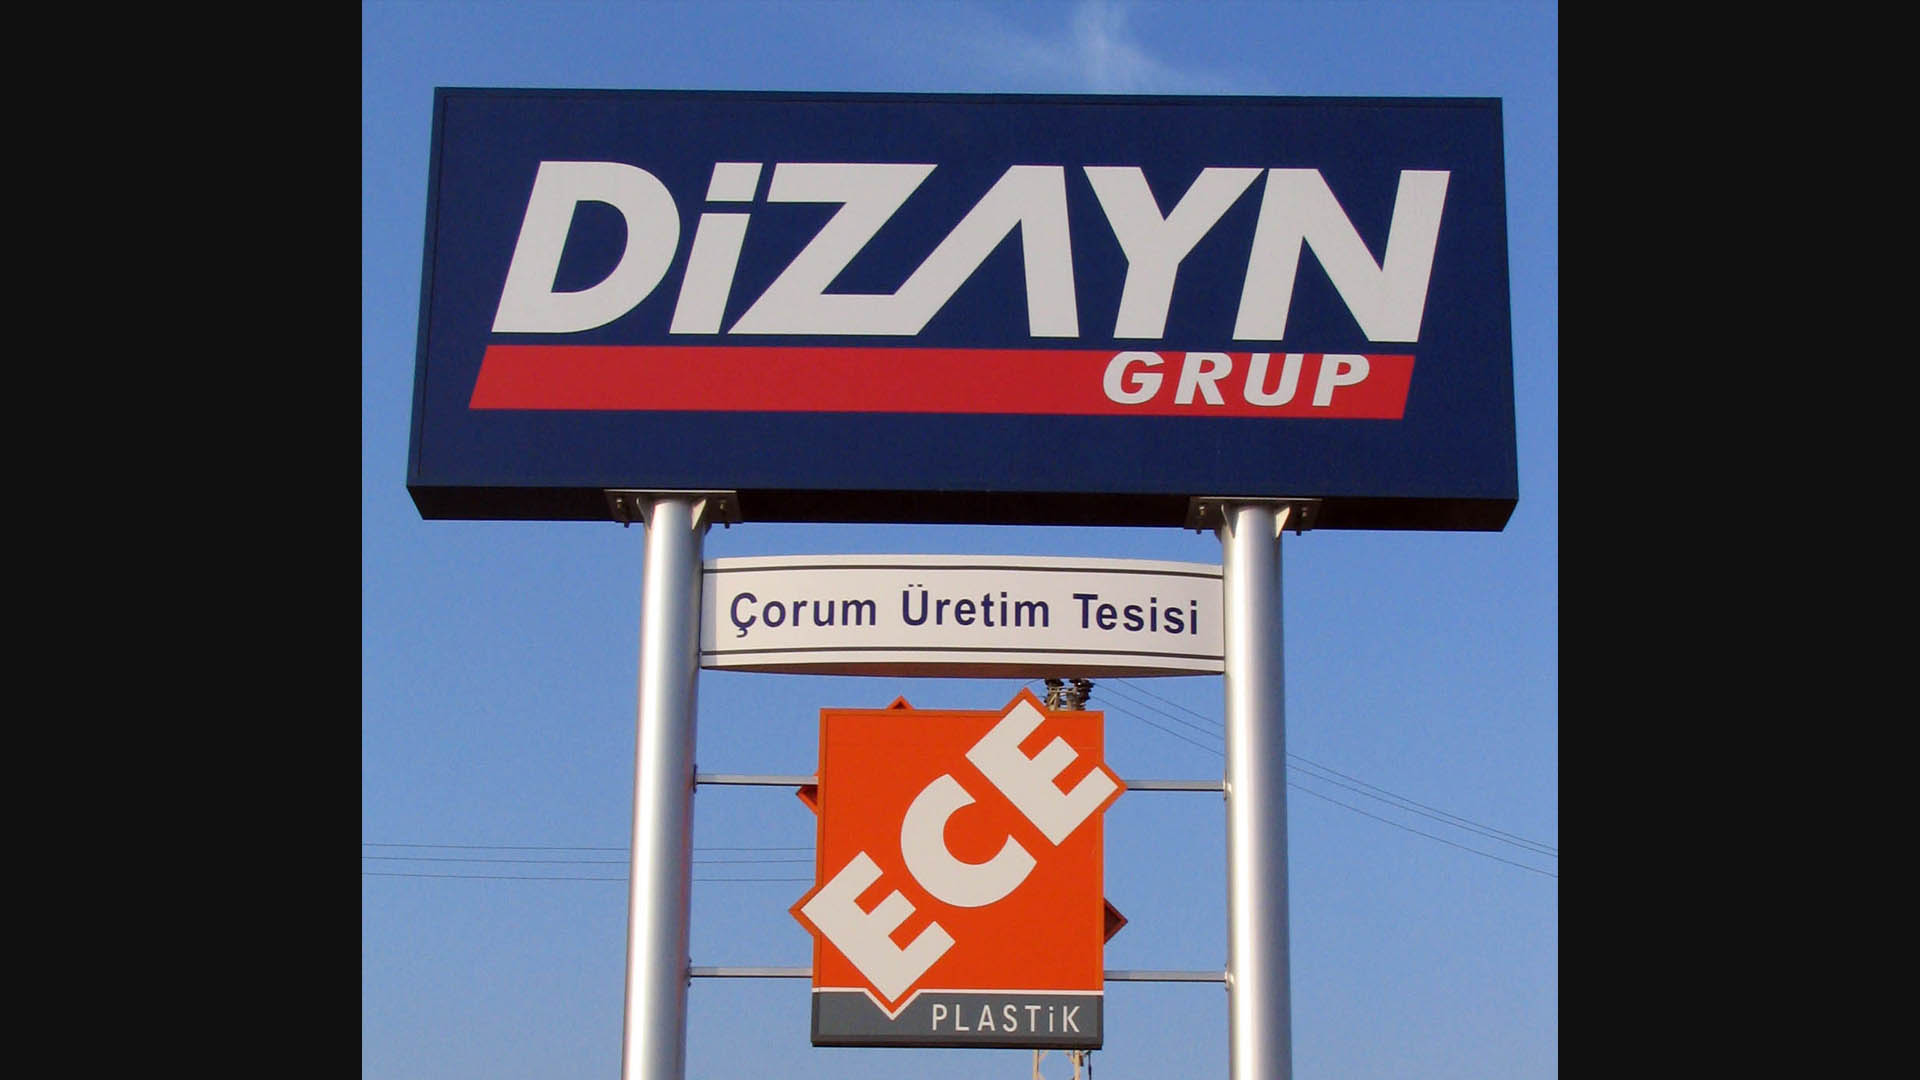 DiZAYN
GRUP
Çorum Üretim Tesisi
ECE
PLASTiK